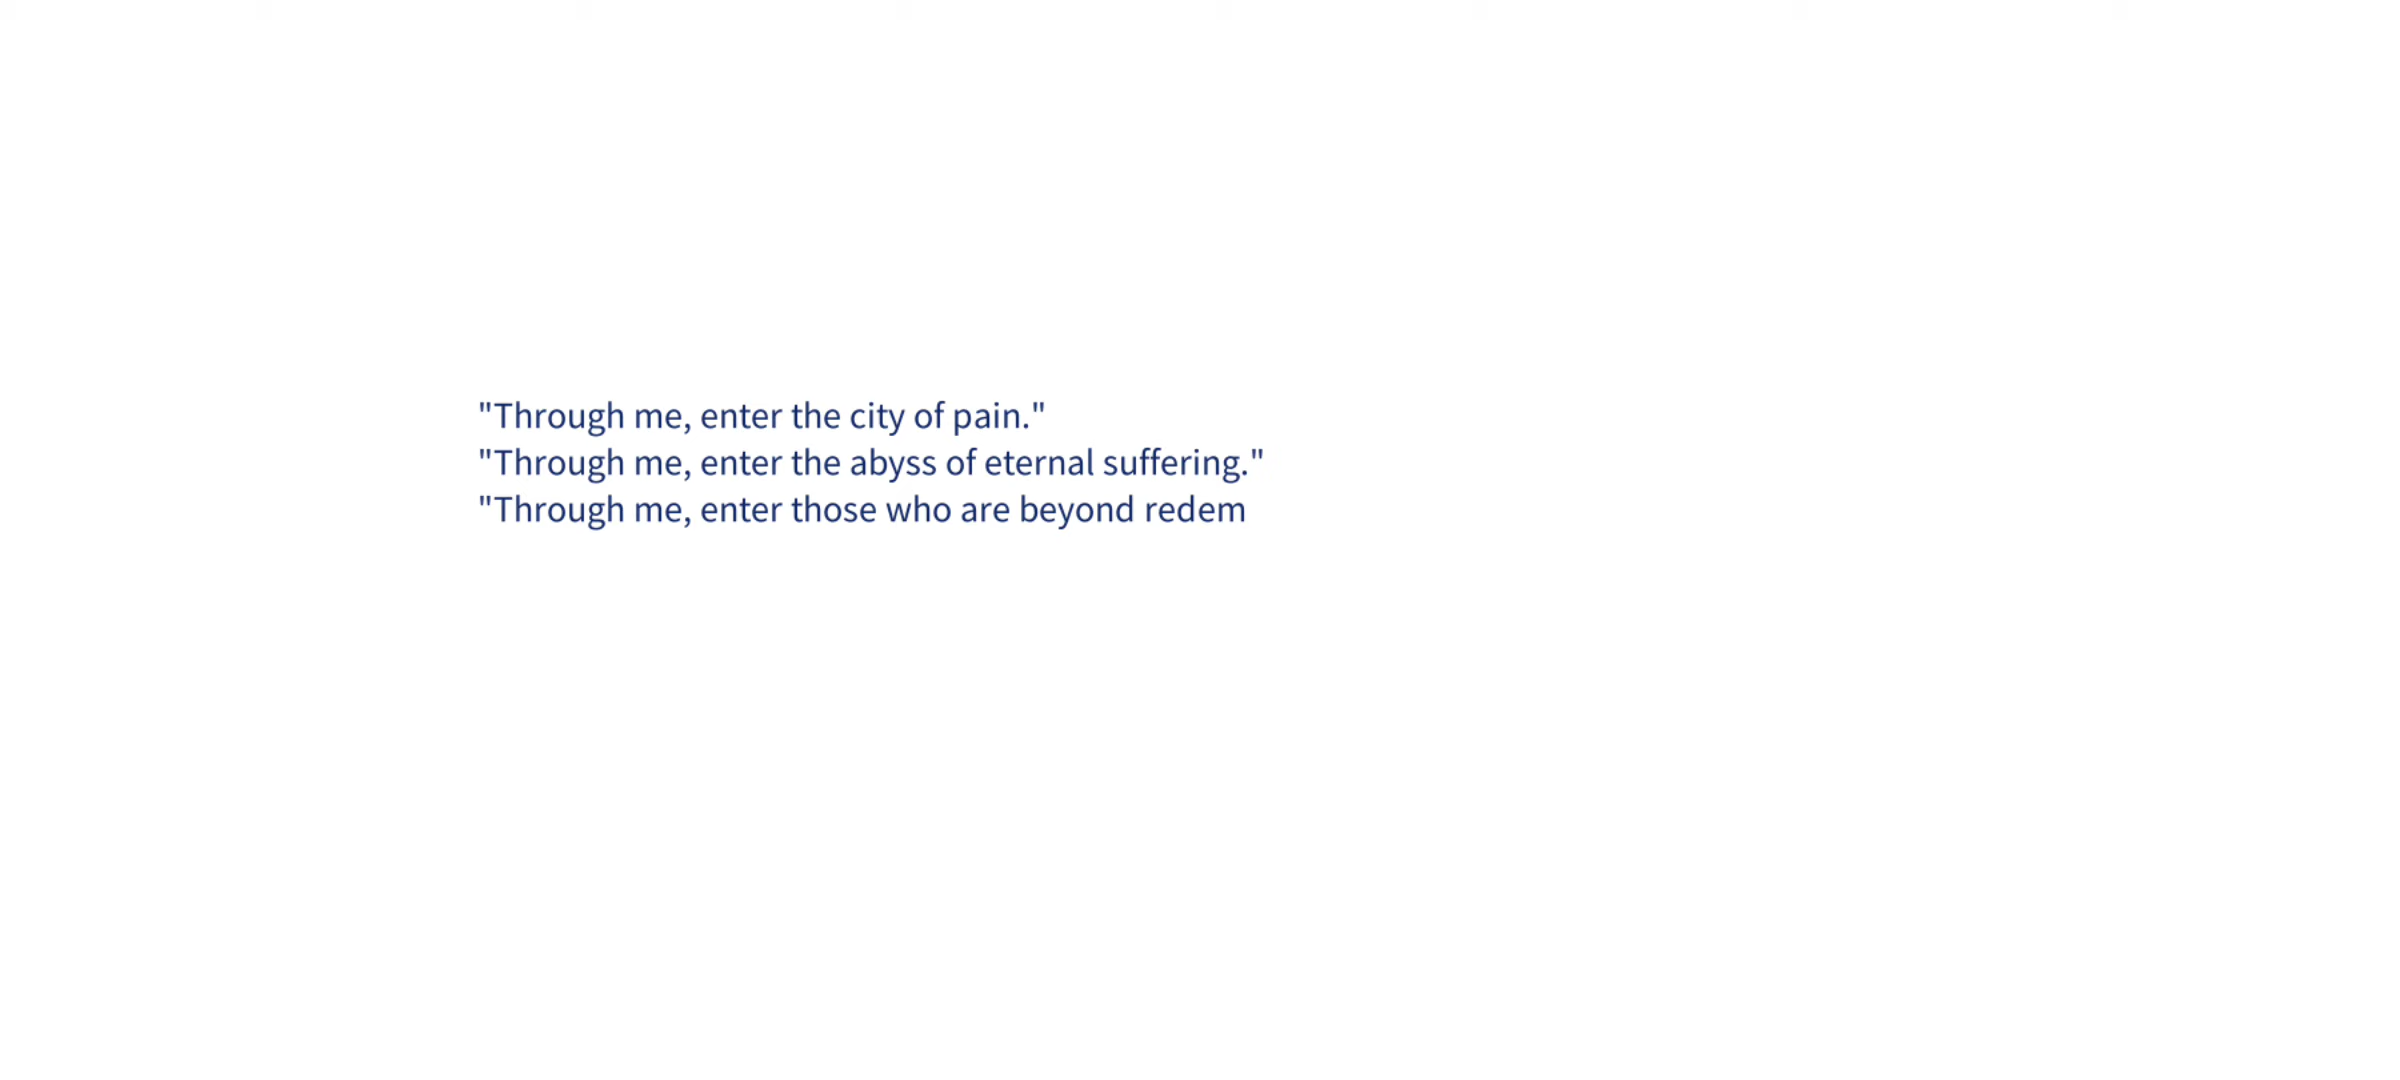 "Through me, enter the city of pain."
"Through me, enter the abyss of eternal suffering."
"Through me, enter those who are beyond redem